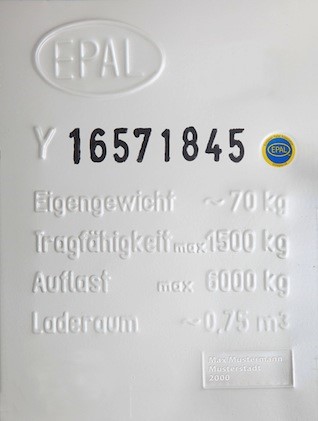 EPAL
Y 16571845 EPAL
Eigengewicht ~70 kg
Tragfähigkeit max 1500 kg
Auflast max 6000 kg
Laderaum ~0,75 m³
Max Mustermann
Musterstadt
2000